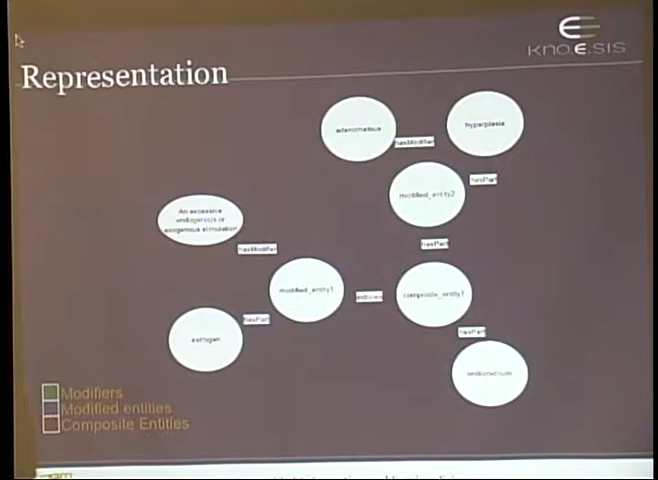 KNO.E.SIS
Representation
adenomatous
hyperplasia
hasModifier
hasPart
modified_entity2
An excessive
endogenous or
exogenous stimulation
hasModifier
hasPart
modified_entity1
induces
composite_entity1
hasPart
estrogen
hasPart
endometrium
Modifiers
Modified entities
Composite Entities